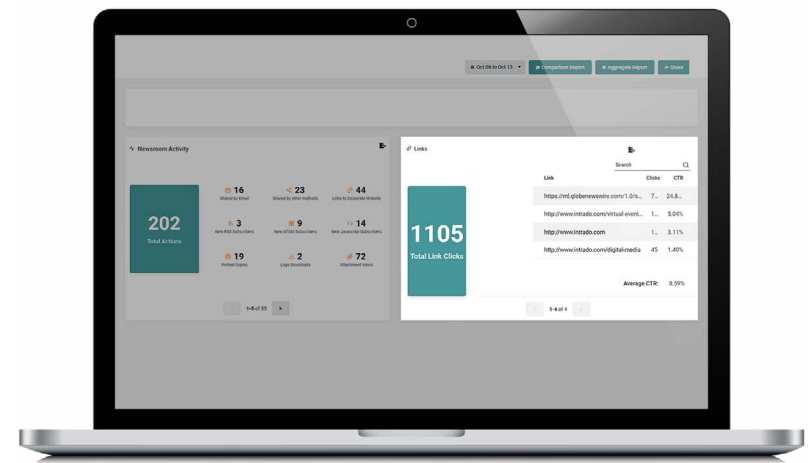 Oct 06 to Oct 13
Comparison Report
Aggregate Report
Share
Newsroom Activity
202
Total Actions
16
Shared by Email
23
Shared by other methods
44
Links to Corporate Website
3
New RSS Subscribers
9
New ATOM Subscribers
14
New Javascript Subscribers
19
Printed Copies
2
Logo Downloads
72
Attachment Views
1-5 of 55
Links
Search
Link Clicks CTR
1105
Total Link Clicks
https://ml.globenewswire.com/1.0/s... 7... 24.8...
http://www.intrado.com/virtual-event... 1... 5.04%
http://www.intrado.com 1... 3.11%
http://www.intrado.com/digital-media 45 1.40%
Average CTR: 8.59%
1-4 of 4